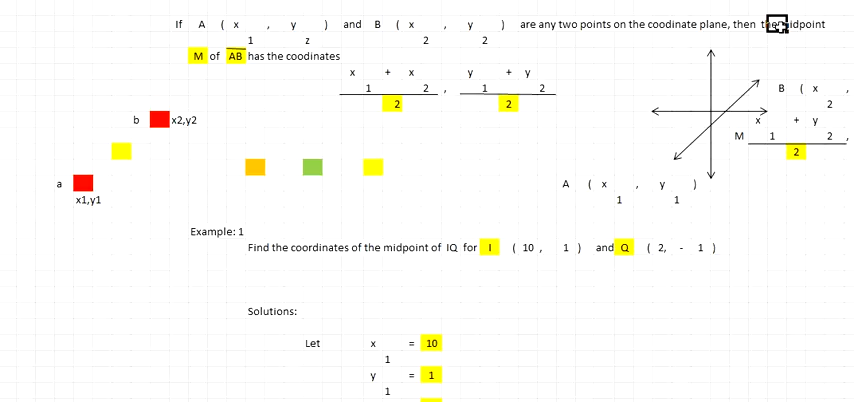 If A ( x , y ) and B ( x , y ) are any two points on the coodinate plane, then the midpoint
1 z 2 2
M of AB has the coodinates
x + x y + y
1 2 , 1 2
2 2
B ( x ,
2
x + y
M 1 2 ,
2
b x2,y2
a
x1,y1
A ( x , y )
1 1
Example: 1
Find the coordinates of the midpoint of IQ for I ( 10 , 1 ) and Q ( 2, - 1 )
Solutions:
Let x = 10
1
y = 1
1